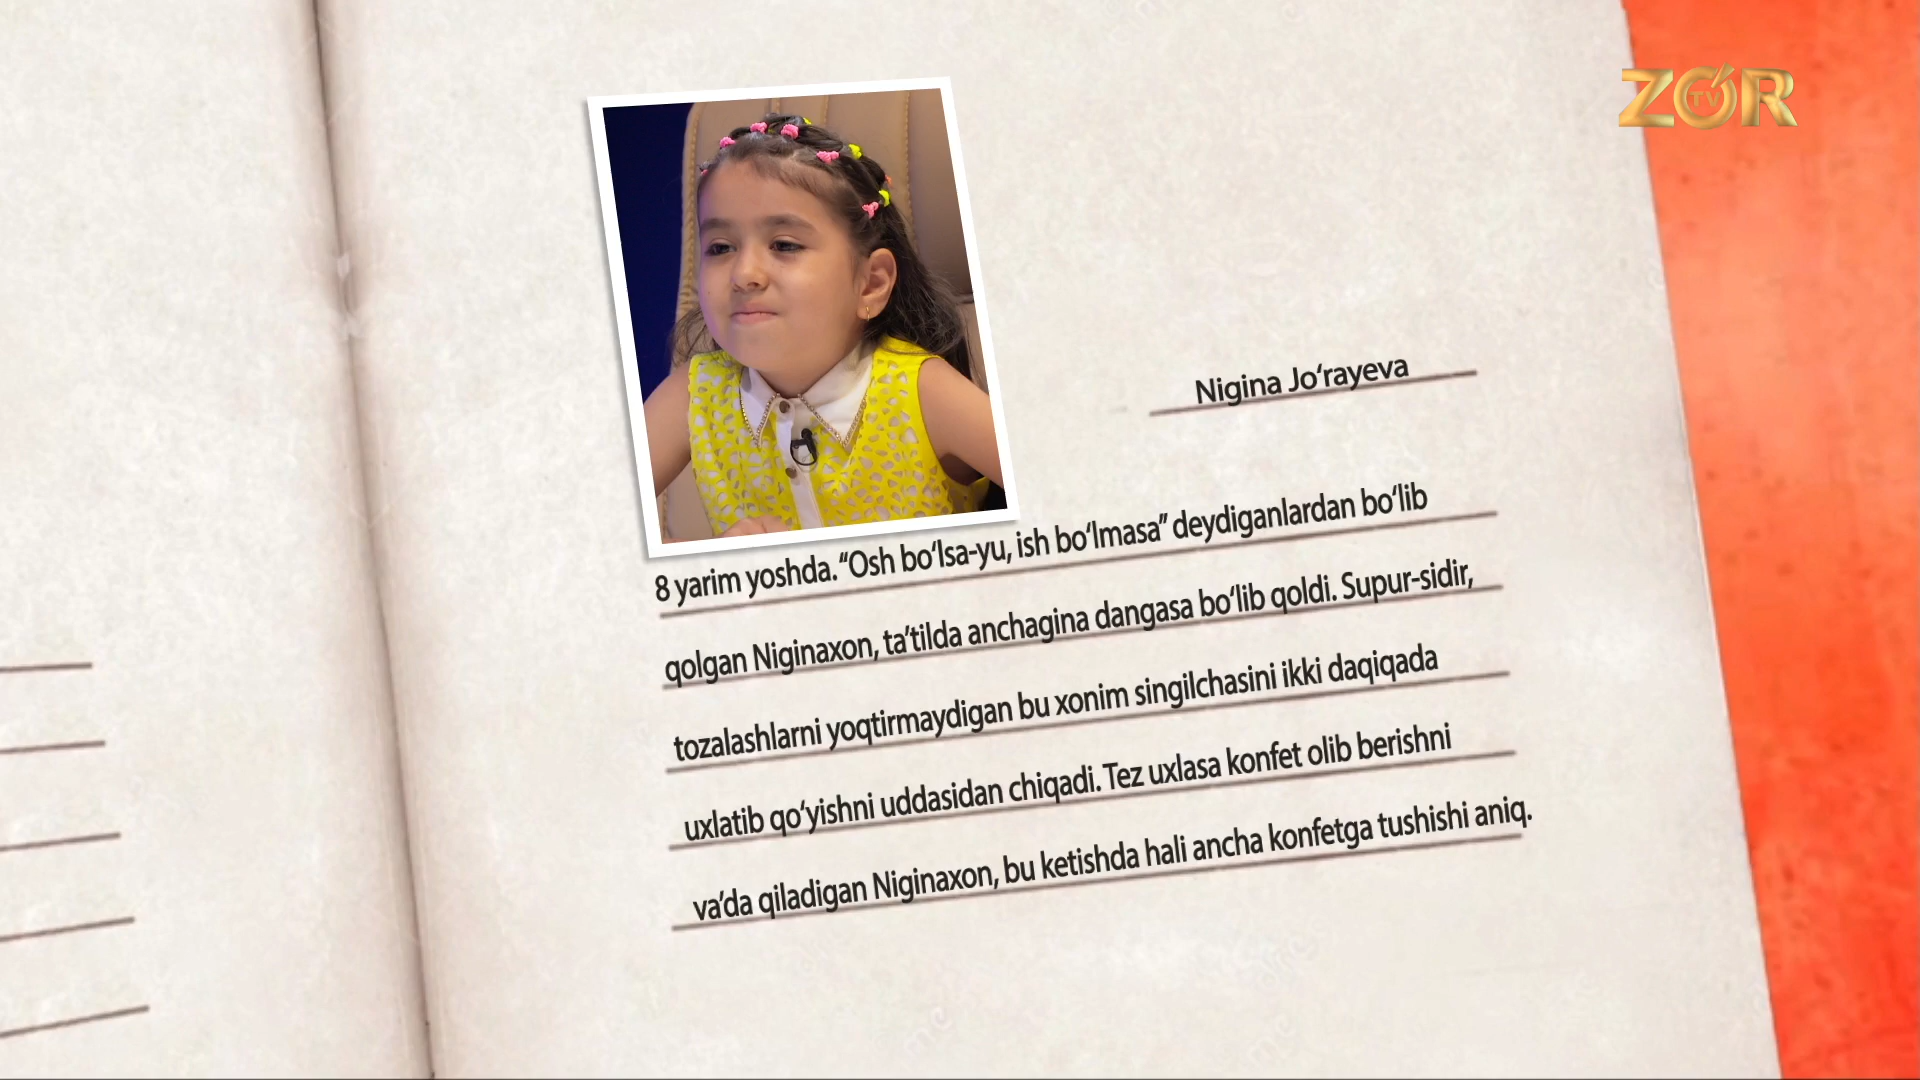 ZO'R
TV
Nigina Jo‘rayeva
8 yarim yoshda. “Osh bo‘lsa-yu, ish bo‘lmasa” deydiganlardan bo‘lib
qolgan Niginaxon, ta’tilda anchagina dangasa bo‘lib qoldi. Supur-sidir,
tozalashlarni yoqtirmaydigan bu xonim singilchasini ikki daqiqada
uxlatib qo‘yishni uddasidan chiqadi. Tez uxlasa konfet olib berishni
va’da qiladigan Niginaxon, bu ketishda hali ancha konfetga tushishi aniq.